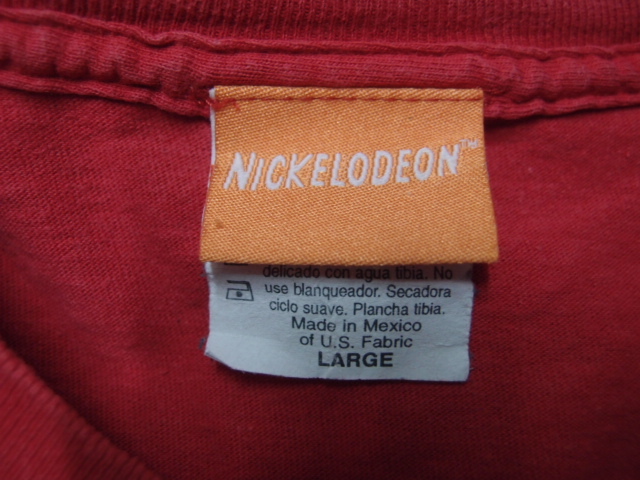 NICKELODEON™
delicado con agua tibia. No
use blanqueador. Secadora
ciclo suave. Plancha tibia.
Made in Mexico
of U.S. Fabric
LARGE